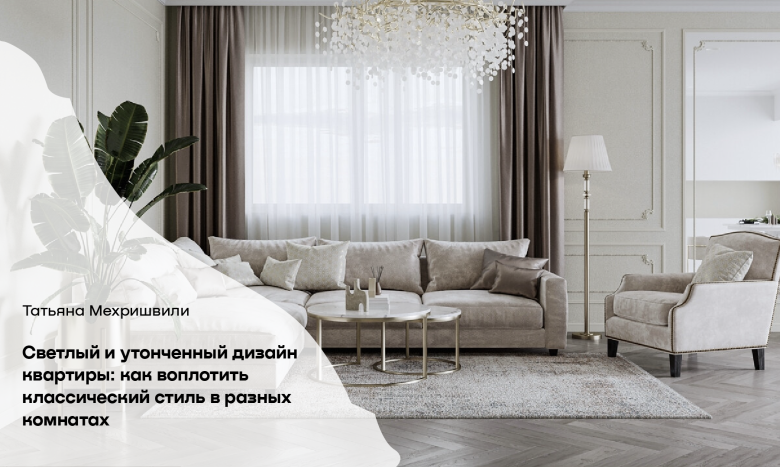 Татьяна Мехришвили
Светлый и утонченный дизайн
квартиры: как воплотить
классический стиль в разных
комнатах